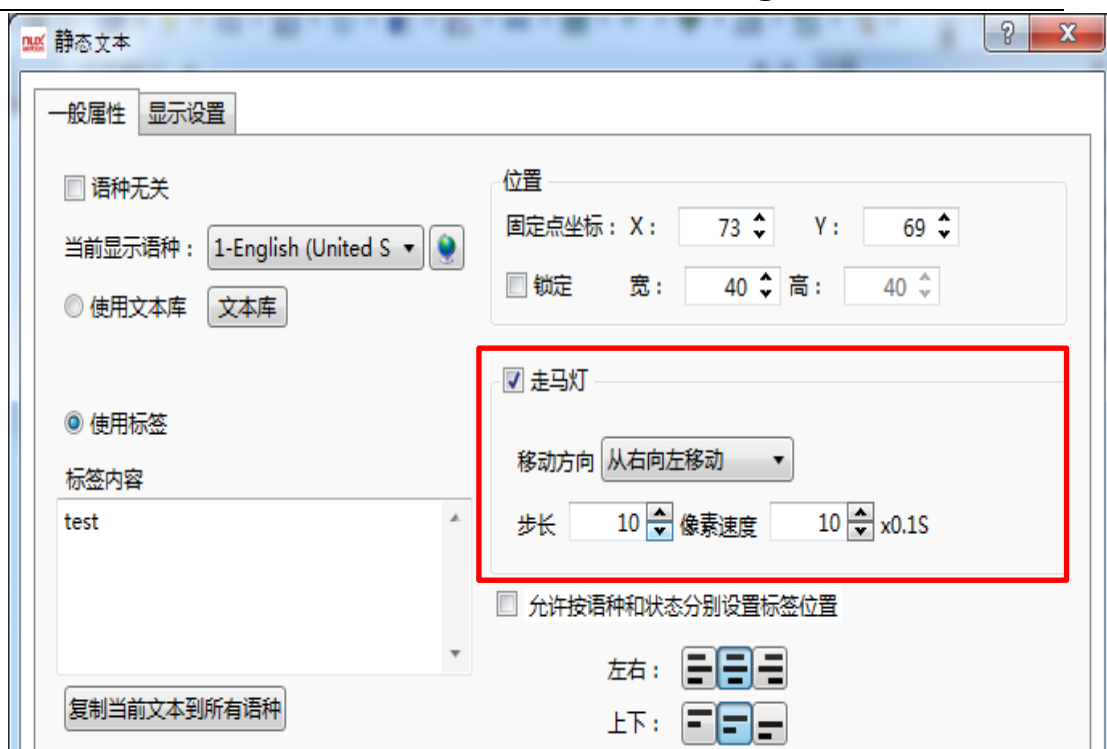 静态文本
一般属性 显示设置
语种无关
当前显示语种： 1-English (United S
使用文本库 文本库
使用标签
标签内容
test
复制当前文本到所有语种
位置
固定点坐标： X： 73 Y： 69
锁定 宽： 40 高： 40
走马灯
移动方向 从右向左移动
步长 10 像素速度 10 x0.1S
允许按语种和状态分别设置标签位置
左右：
上下：